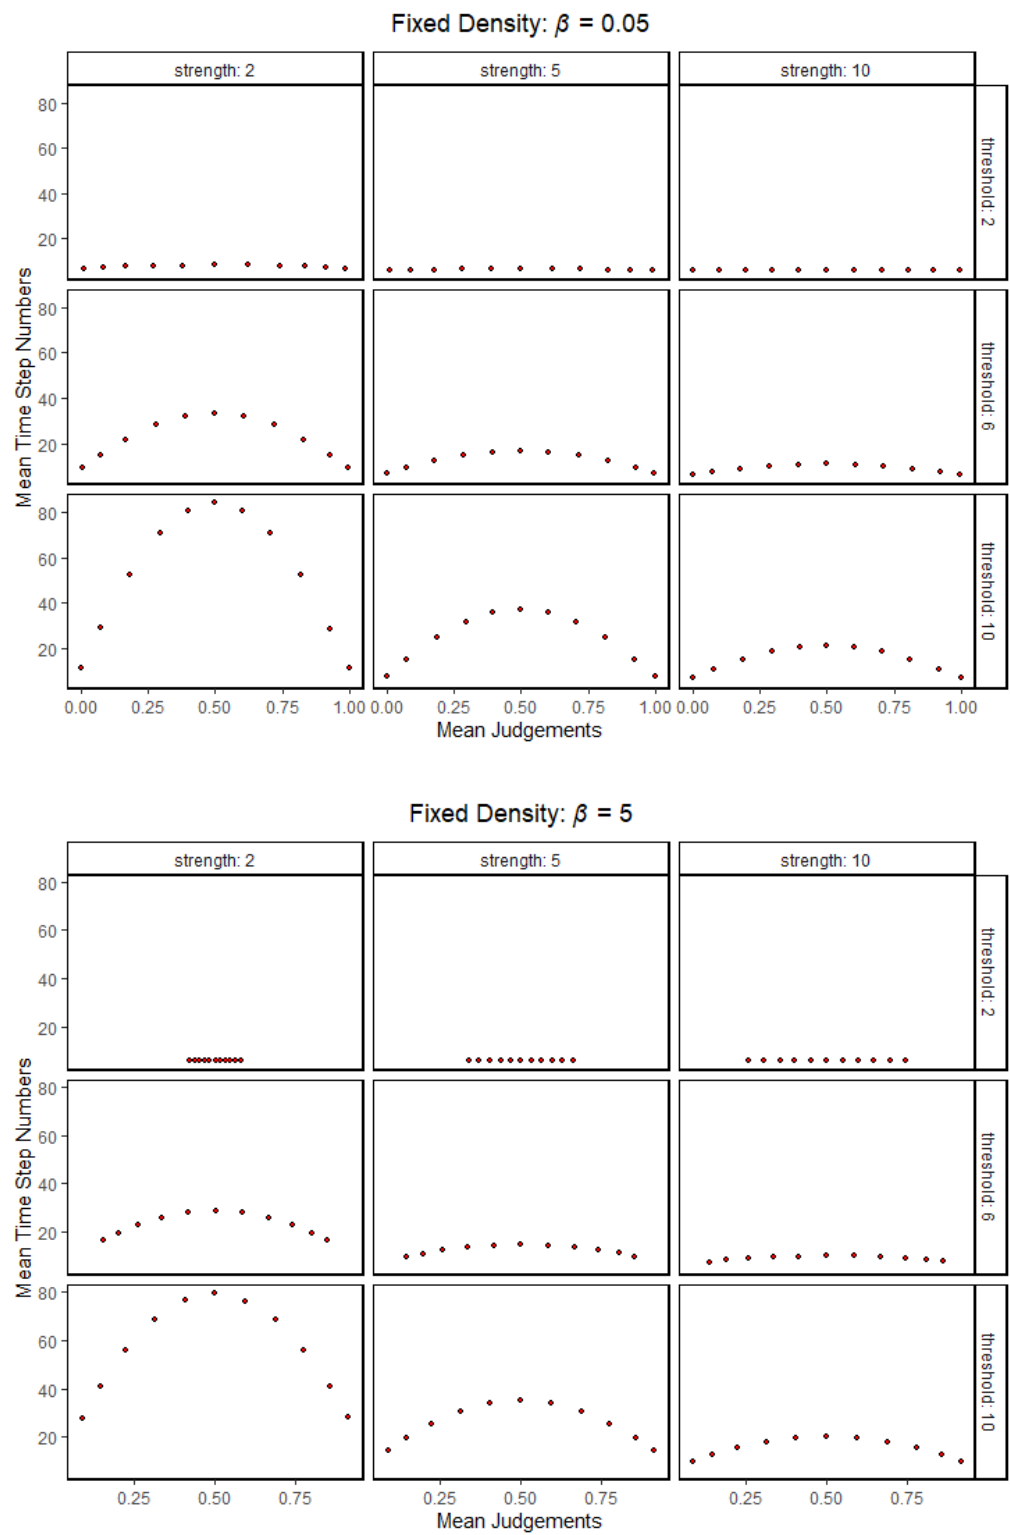 Fixed Density: β = 0.05
strength: 2
strength: 5
strength: 10
80
60
40
20
threshold: 2
80
60
40
20
threshold: 6
80
60
40
20
threshold: 10
Mean Time Step Numbers
0.00 0.25 0.50 0.75 1.00
0.00 0.25 0.50 0.75 1.00
0.00 0.25 0.50 0.75 1.00
Mean Judgements
Fixed Density: β = 5
strength: 2
strength: 5
strength: 10
80
60
40
20
threshold: 2
80
60
40
20
threshold: 6
80
60
40
20
threshold: 10
Mean Time Step Numbers
0.25 0.50 0.75
0.25 0.50 0.75
0.25 0.50 0.75
Mean Judgements